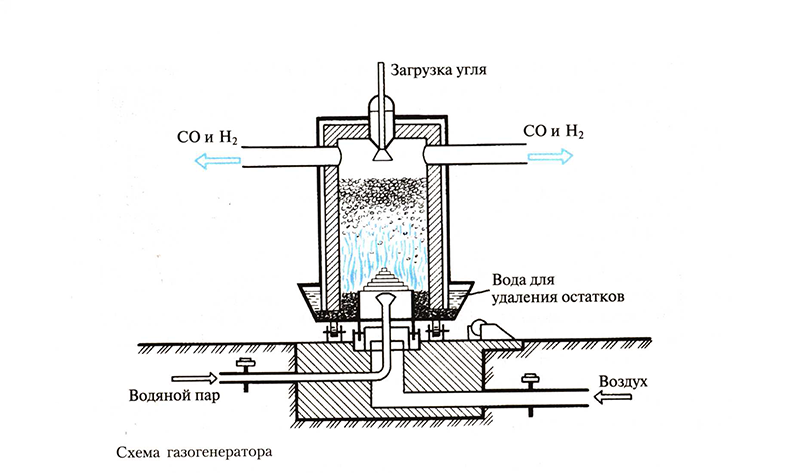 Загрузка угля
CO и H₂
CO и H₂
Вода для
удаления остатков
Водяной пар
Воздух
Схема газогенератора